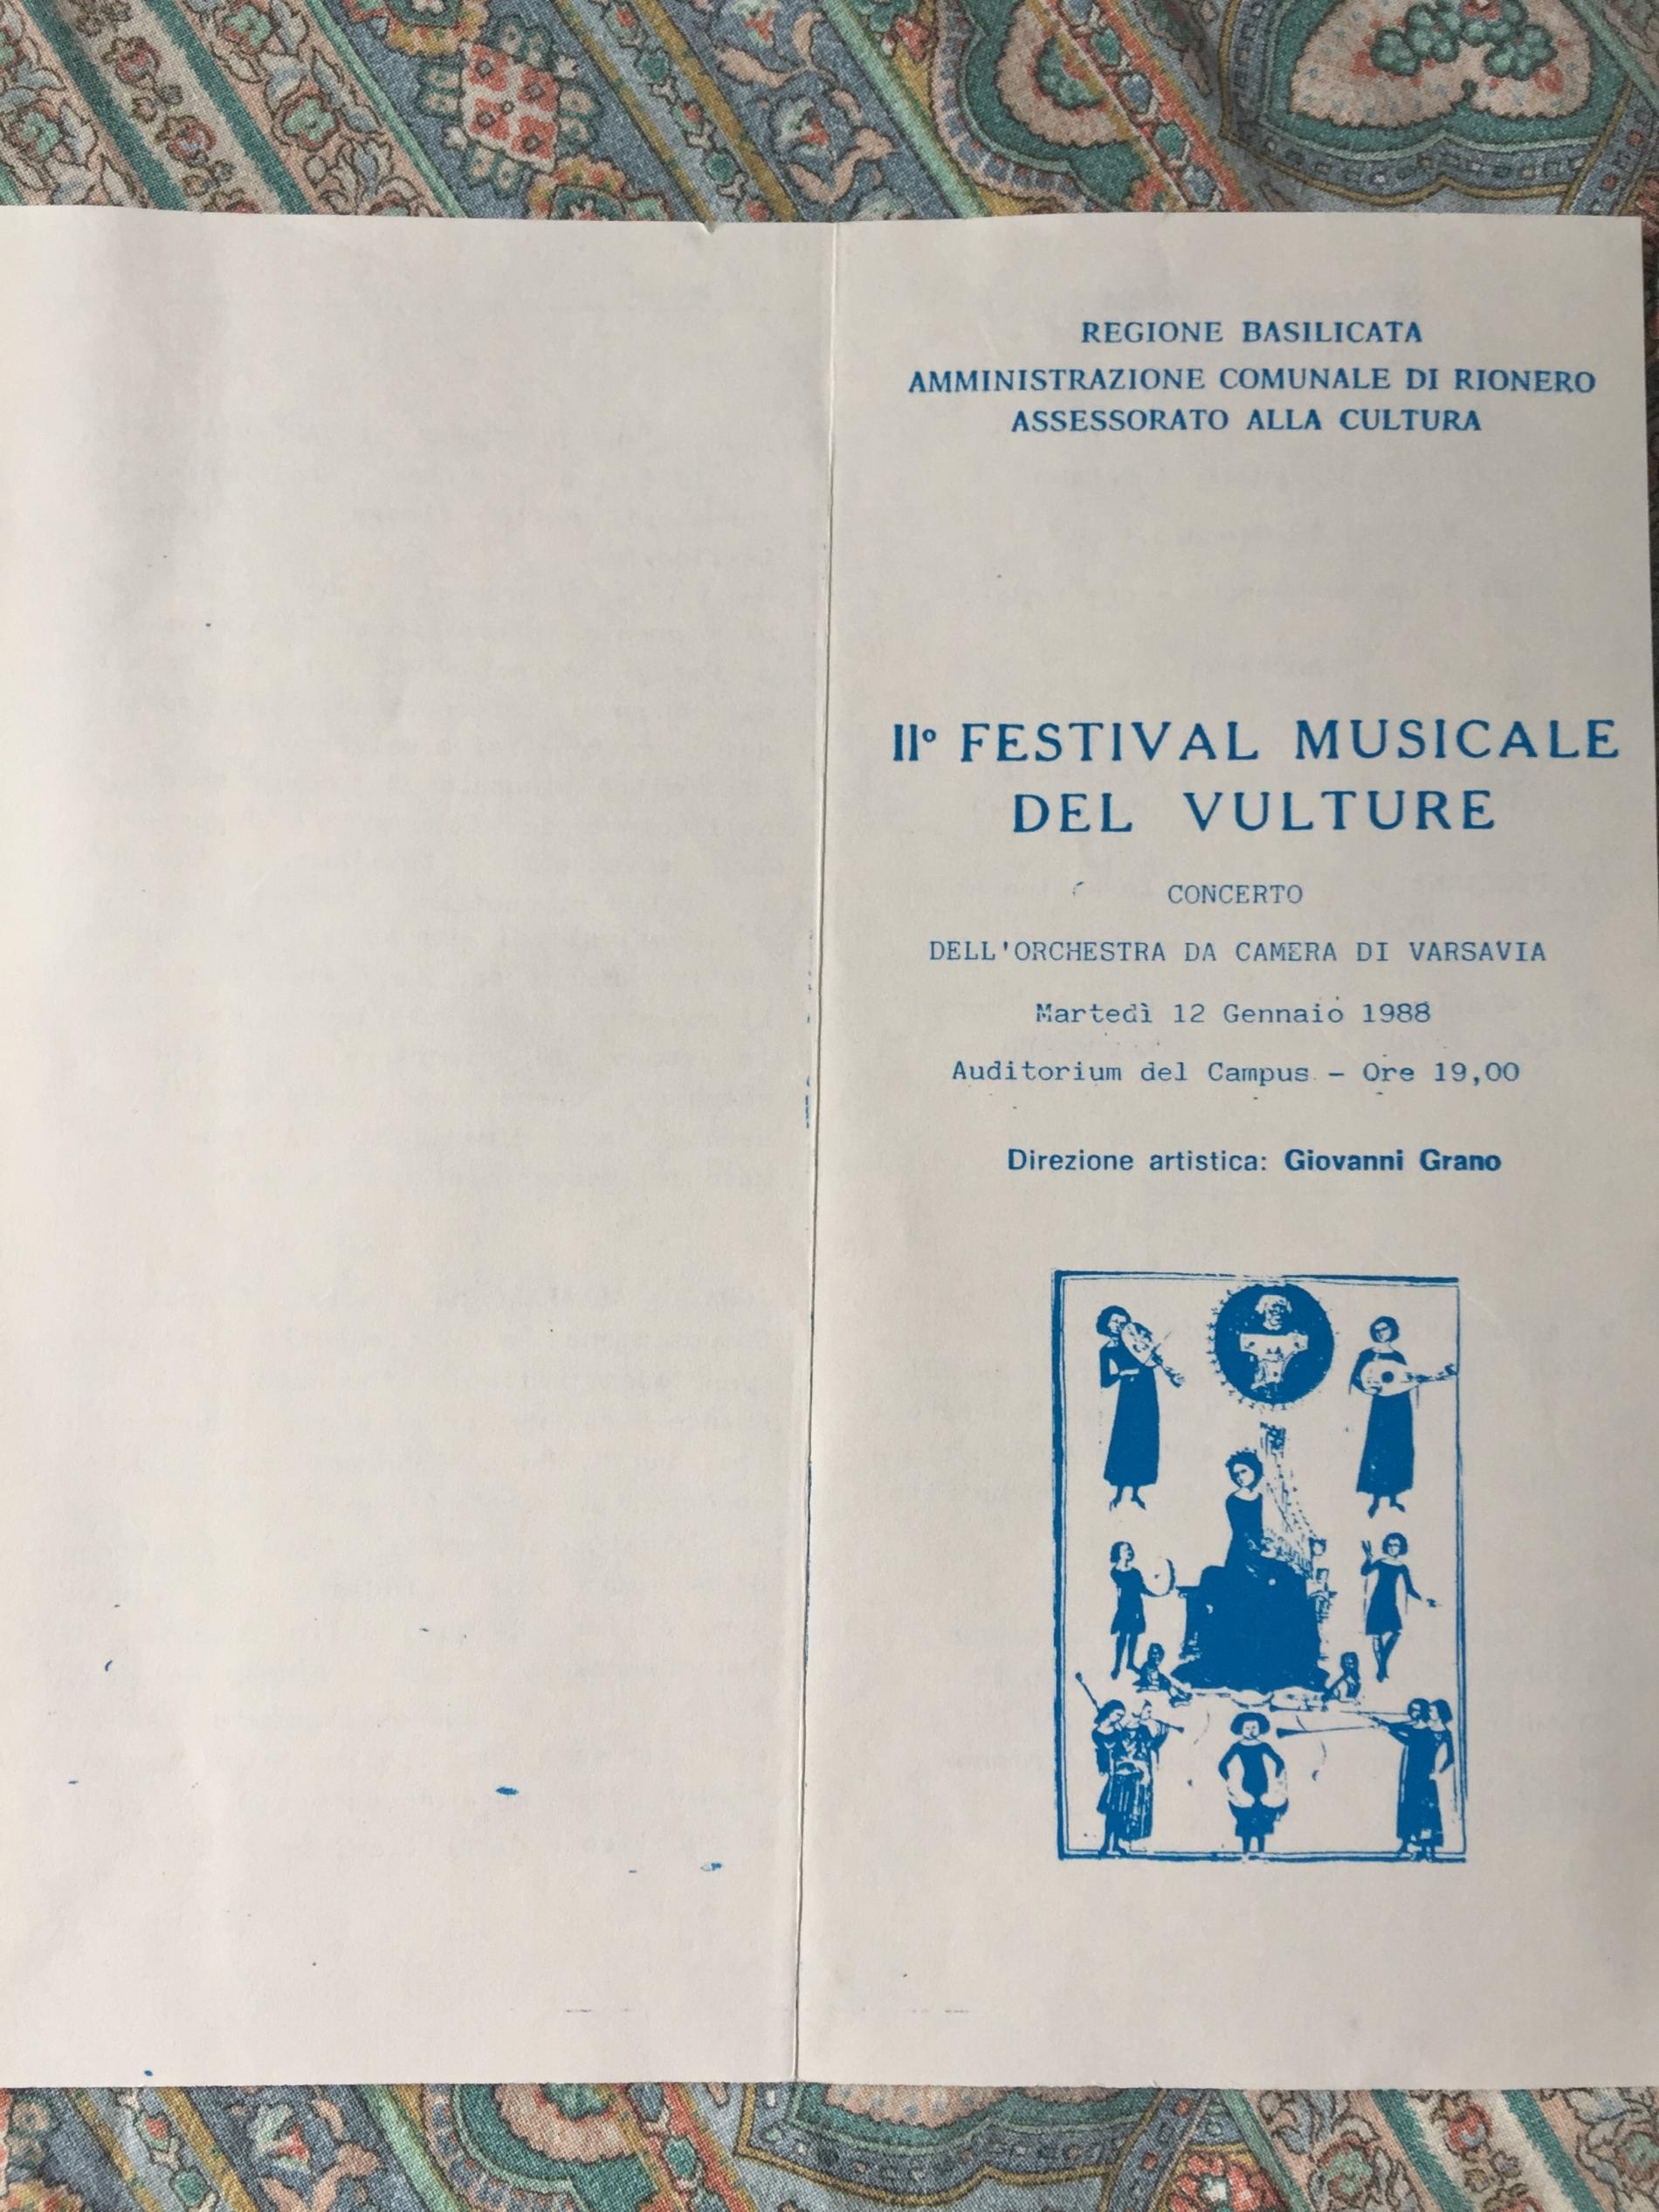 REGIONE BASILICATA
AMMINISTRAZIONE COMUNALE DI RIONERO
ASSESSORATO ALLA CULTURA
IIº FESTIVAL MUSICALE
DEL VULTURE
CONCERTO
DELL'ORCHESTRA DA CAMERA DI VARSAVIA
Martedì 12 Gennaio 1988
Auditorium del Campus - Ore 19,00
Direzione artistica: Giovanni Grano